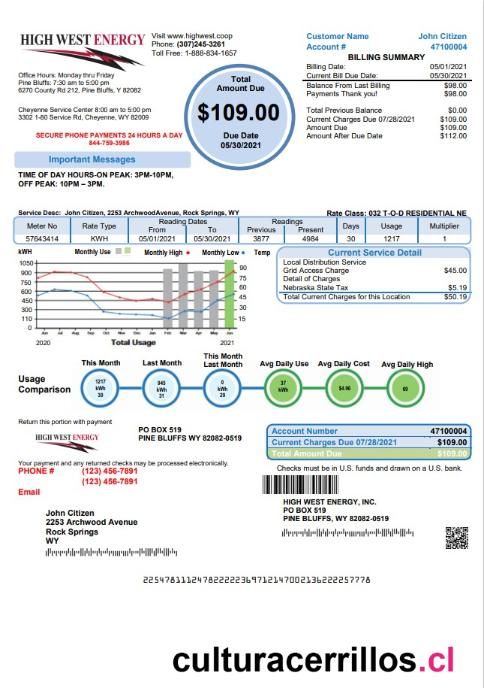 HIGH WEST ENERGY
Visit www.highwest.coop
Phone: (307)245-3261
Toll Free: 1-888-834-1657
Office Hours: Monday thru Friday
Pine Bluffs: 7:30 am to 5:00 pm
6270 County Rd 212, Pine Bluffs, Y 82082
Cheyenne Service Center 8:00 am to 5:00 pm
3302 1-80 Service Rd, Cheyenne, WY 82009
SECURE PHONE PAYMENTS 24 HOURS A DAY
844-759-3986
Important Messages
TIME OF DAY HOURS-ON PEAK: 3PM-10PM,
OFF PEAK: 10PM – 3PM.
Total
Amount Due
$109.00
Due Date
05/30/2021
Customer Name John Citizen
Account # 47100004
BILLING SUMMARY
Billing Date: 05/01/2021
Current Bill Due Date: 05/30/2021
Balance From Last Billing $98.00
Payments Thank you! $98.00
Total Previous Balance $0.00
Current Charges Due 07/28/2021 $109.00
Amount Due $109.00
Amount After Due Date $112.00
Service Desc: John Citizen, 2253 ArchwoodAvenue, Rock Springs, WY Rate Class: 032 T-O-D RESIDENTIAL NE
Meter No Rate Type Reading Dates Readings Days Usage Multiplier
From To Previous Present
57643414 KWH 05/01/2021 05/30/2021 3877 4984 30 1217 1
kWH Monthly Use Monthly High Monthly Low Temp
1050
900
750
600
450
300
150
0
90
75
60
45
30
15
2020 Total Usage 2021
Current Service Detail
Local Distribution Service
Grid Access Charge $45.00
Detail of Charges
Nebraska State Tax $5.19
Total Current Charges for this Location $50.19
Usage
Comparison
This Month
1217
kWh
30
Last Month
945
kWh
31
This Month
Last Month
0
kWh
29
Avg Daily Use
37
kWh
Avg Daily Cost
$4.96
Avg Daily High
69
Return this portion with payment
HIGH WEST ENERGY
PO BOX 519
PINE BLUFFS WY 82082-0519
Account Number 47100004
Current Charges Due 07/28/2021 $109.00
Total Amount Due $109.00
Your payment and any returned checks may be processed electronically.
PHONE # (123) 456-7891
(123) 456-7891
Email
Checks must be in U.S. funds and drawn on a U.S. bank.
John Citizen
2253 Archwood Avenue
Rock Springs
WY
HIGH WEST ENERGY, INC.
PO BOX 519
PINE BLUFFS, WY 82082-0519
culturacerrillos.cl